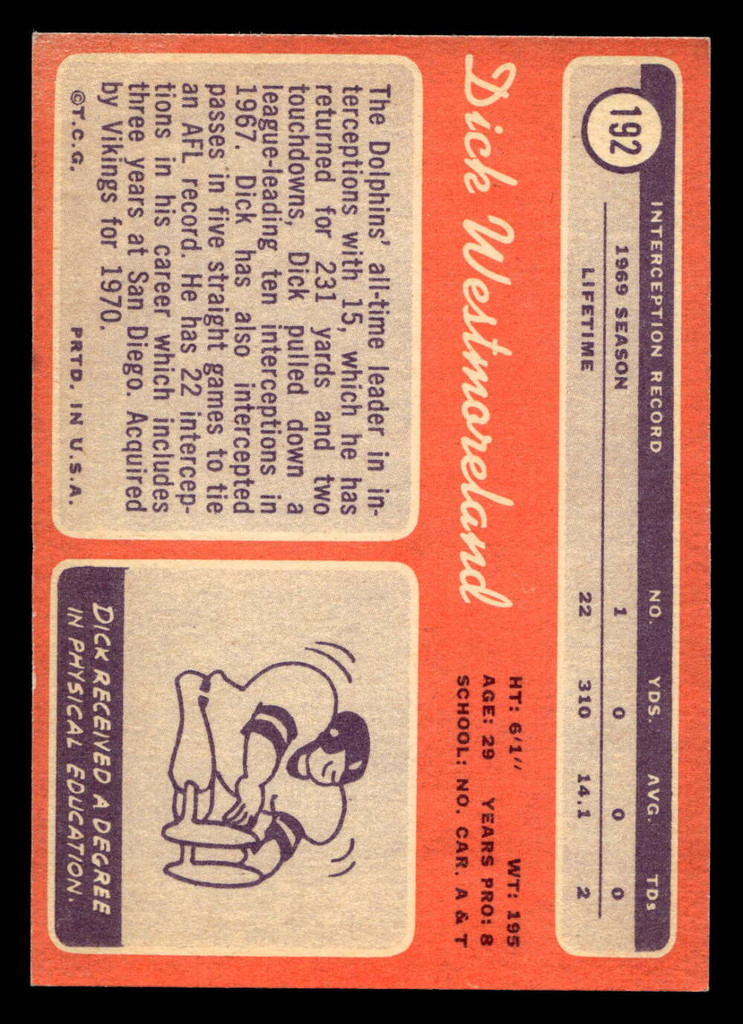 192
INTERCEPTION RECORD NO. YDS. AVG. TDs
1969 SEASON 1 0 0 0
LIFETIME 22 310 14.1 2
Dick Westmoreland
HT: 6/1" WT: 195
AGE: 29 YEARS PRO: 8
SCHOOL: NO. CAR. A & T
The Dolphins' all-time leader in in-
terceptions with 15, which he has
returned for 231 yards and two
touchdowns, Dick pulled down a
league-leading ten interceptions in
1967. Dick has also intercepted
passes in five straight games to tie
an AFL record. He has 22 intercep-
tions in his career which includes
three years at San Diego. Acquired
by Vikings for 1970.
©T.C.G. PRTD. IN U.S.A.
DICK RECEIVED A DEGREE
IN PHYSICAL EDUCATION.